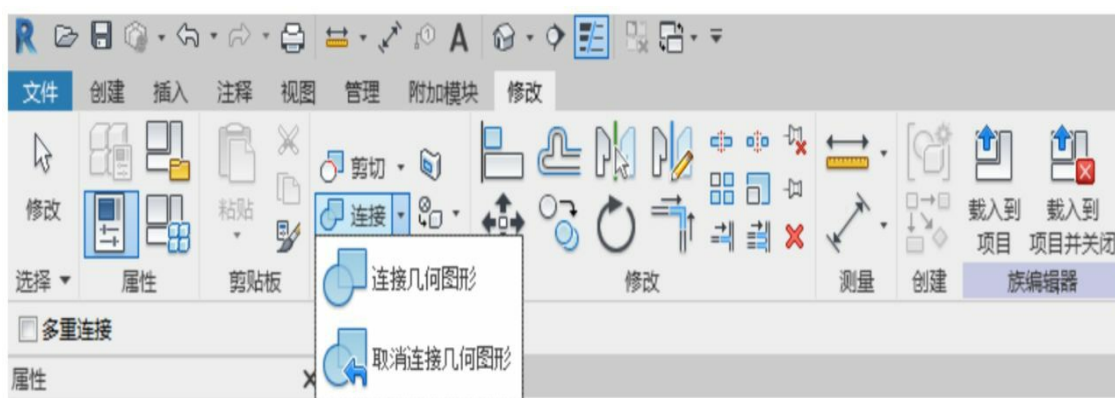 R A
文件 创建 插入 注释 视图 管理 附加模块 修改
修改 粘贴 剪切 连接 载入到项目 载入到项目并关闭
选择 属性 剪贴板 修改 测量 创建 族编辑器
连接几何图形
多重连接
取消连接几何图形
属性